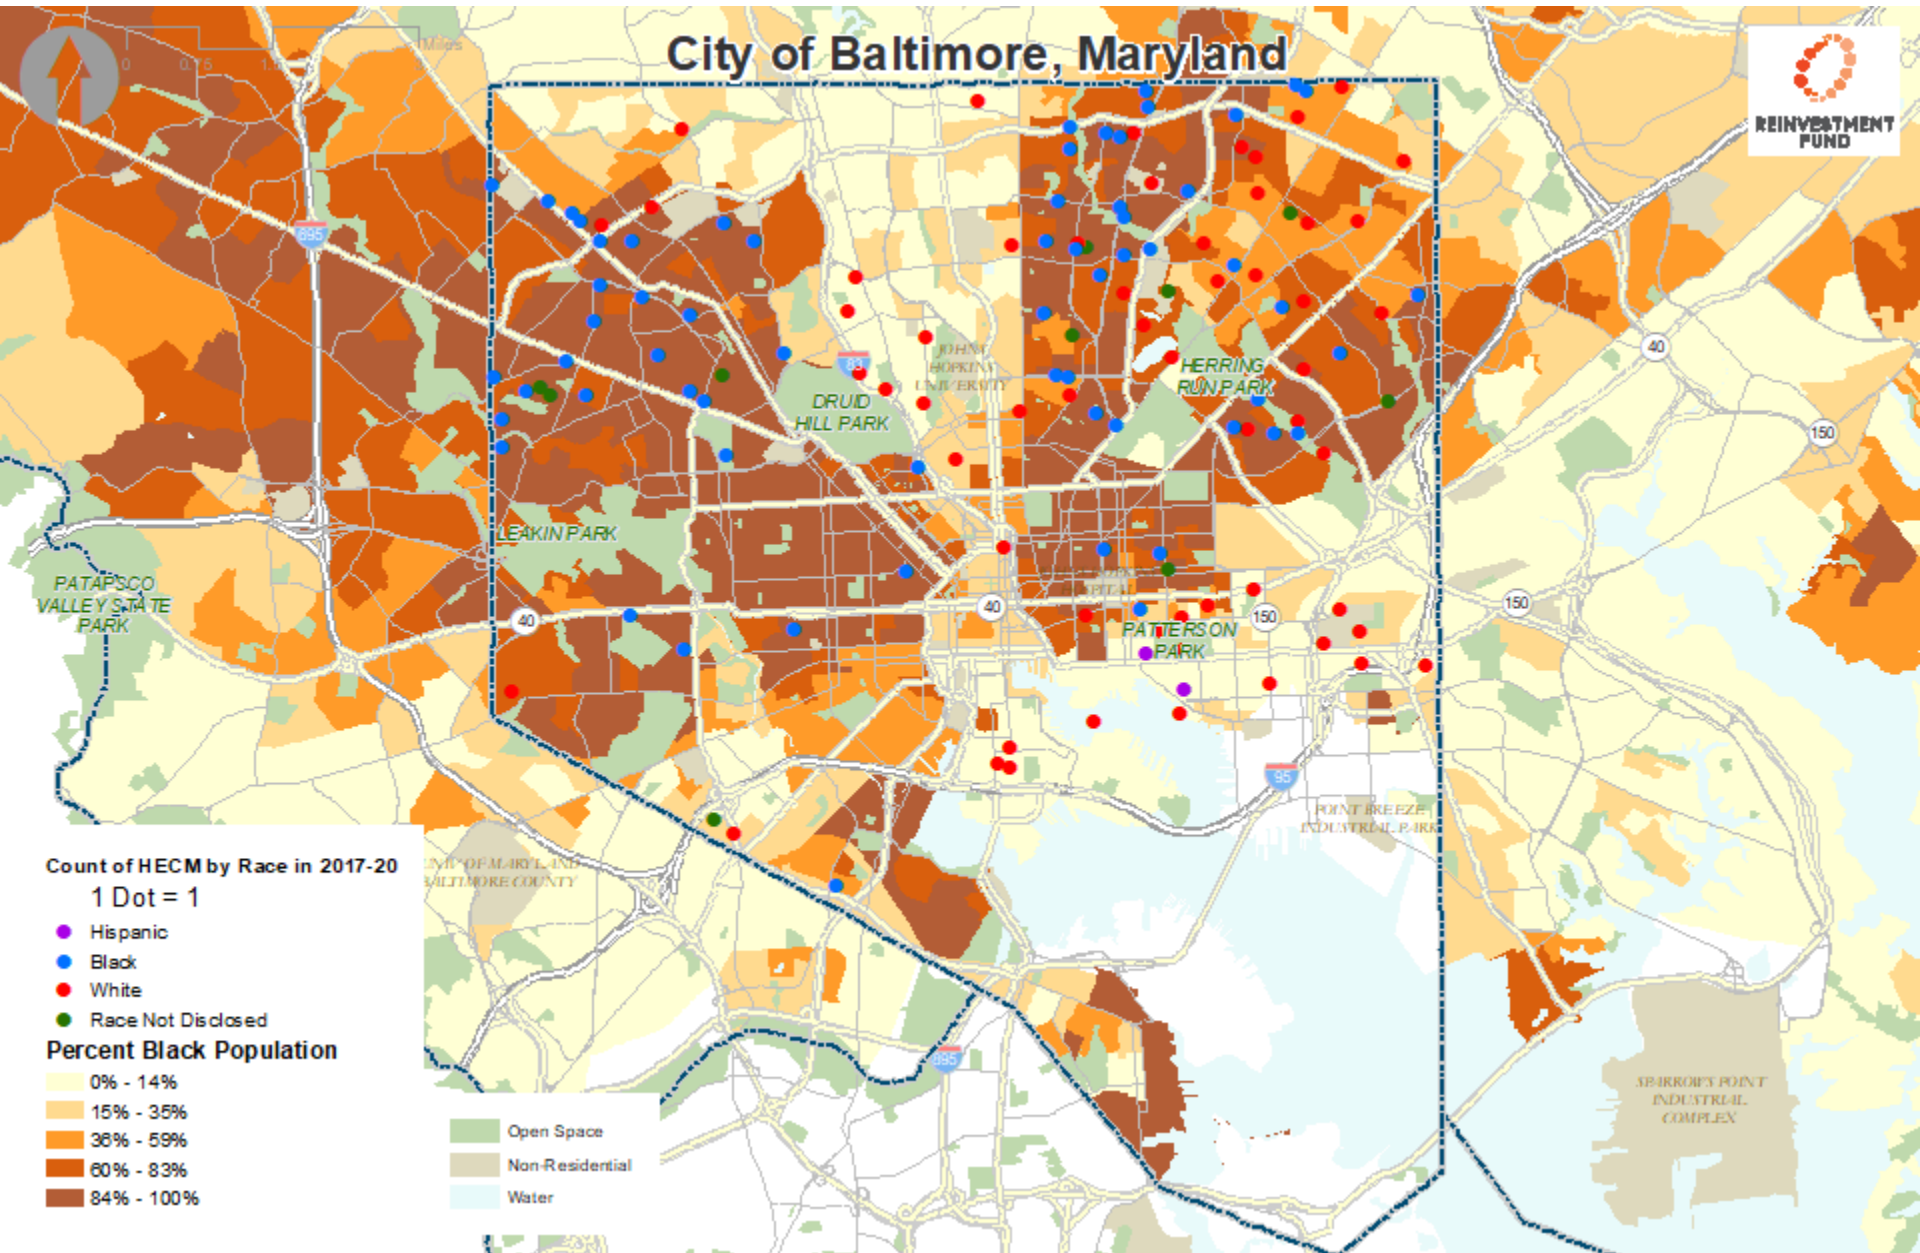 City of Baltimore, Maryland
Miles
0
0.75
REINVESTMENT
FUND
695
83
JOHNS
HOPKINS
UNIVERSITY
HERRING
RUN PARK
DRUID
HILL PARK
40
150
LEAKIN PARK
PATAPSCO
VALLEY STATE
PARK
40
40
HOSPITAL
150
150
PATTERSON
PARK
95
POINT BREEZE
INDUSTRIAL PARK
UNIV OF MARYLAND
BALTIMORE COUNTY
895
SPARROWS POINT
INDUSTRIAL
COMPLEX
Count of HECM by Race in 2017-20
1 Dot = 1
Hispanic
Black
White
Race Not Disclosed
Percent Black Population
0% - 14%
15% - 35%
36% - 59%
60% - 83%
84% - 100%
Open Space
Non-Residential
Water